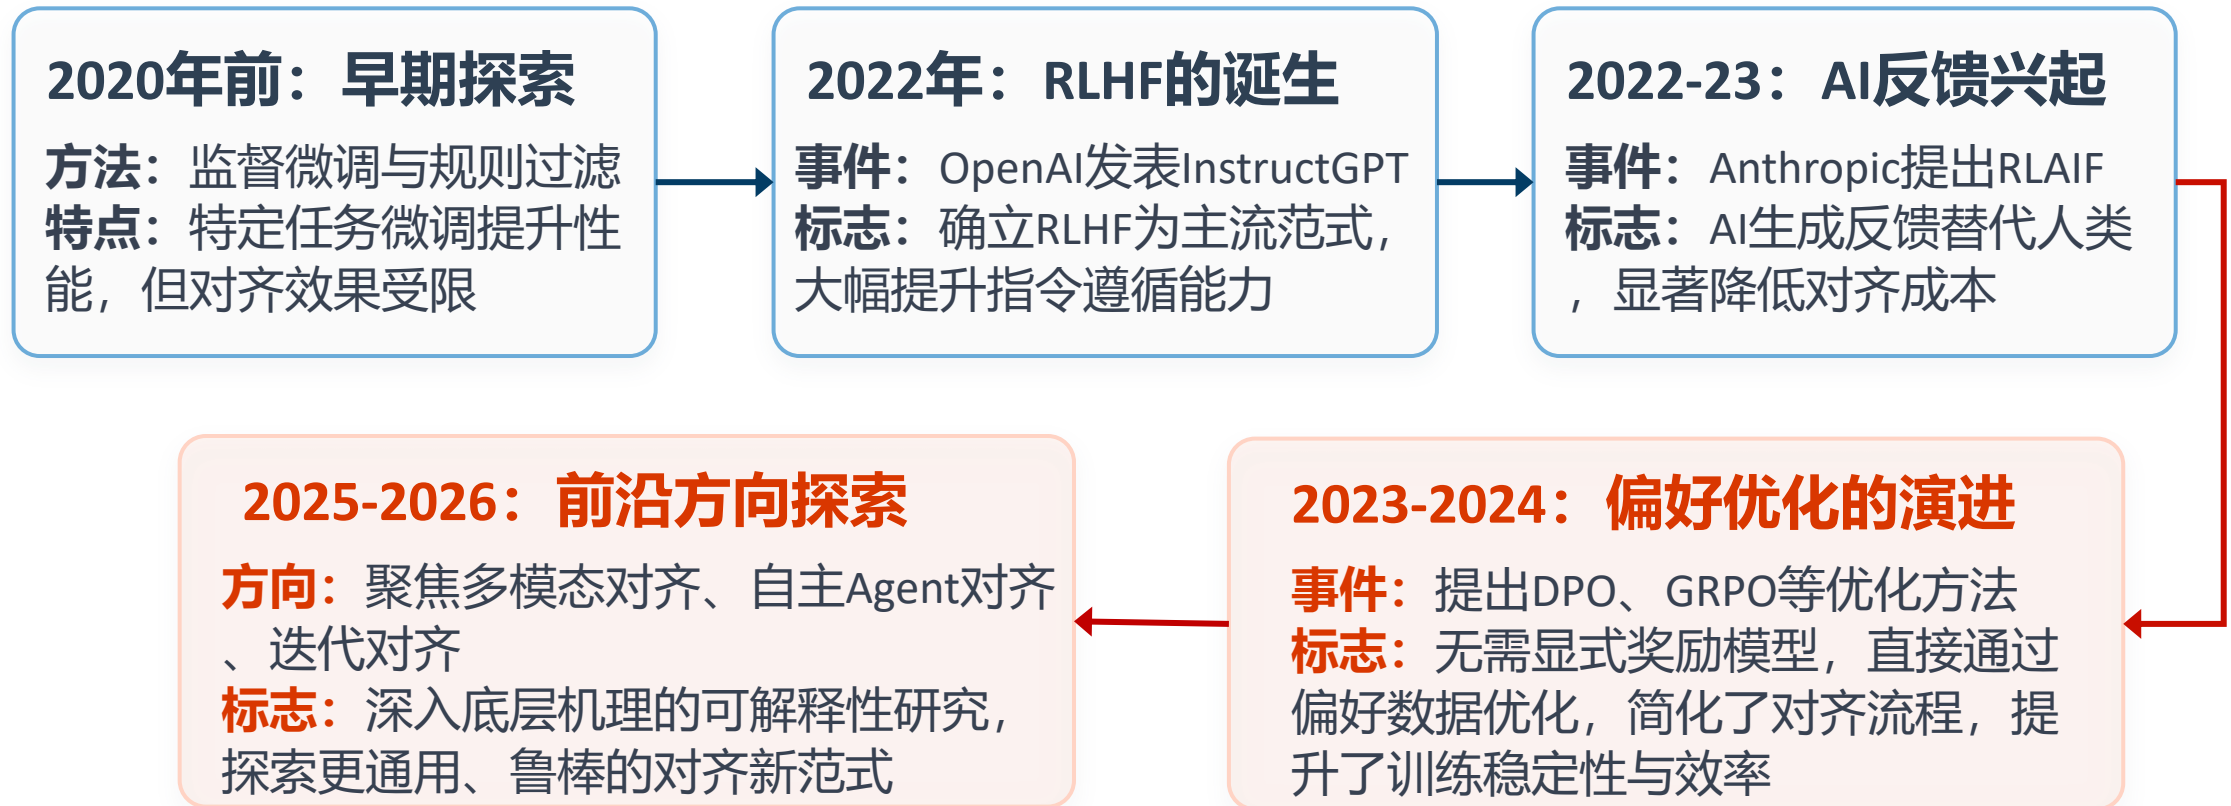 2020年前：早期探索
方法：监督微调与规则过滤
特点：特定任务微调提升性
能，但对齐效果受限
2022年：RLHF的诞生
事件：OpenAI发表InstructGPT
标志：确立RLHF为主流范式，
大幅提升指令遵循能力
2022-23：AI反馈兴起
事件：Anthropic提出RLAIF
标志：AI生成反馈替代人类
，显著降低对齐成本
2023-2024：偏好优化的演进
事件：提出DPO、GRPO等优化方法
标志：无需显式奖励模型，直接通过
偏好数据优化，简化了对齐流程，提
升了训练稳定性与效率
2025-2026：前沿方向探索
方向：聚焦多模态对齐、自主Agent对齐
、迭代对齐
标志：深入底层机理的可解释性研究，
探索更通用、鲁棒的对齐新范式